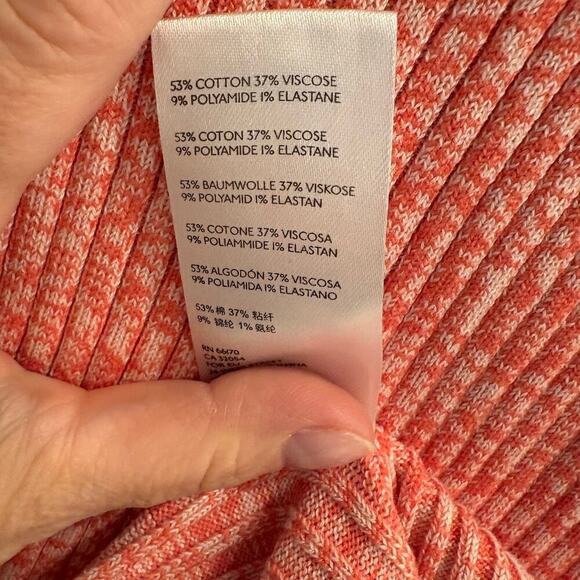 53% COTTON 37% VISCOSE
9% POLYAMIDE 1% ELASTANE
53% COTON 37% VISCOSE
9% POLYAMIDE 1% ELASTANE
53% BAUMWOLLE 37% VISKOSE
9% POLYAMID 1% ELASTAN
53% COTONE 37% VISCOSA
9% POLIAMMIDE 1% ELASTAN
53% ALGODÓN 37% VISCOSA
9% POLIAMIDA 1% ELASTANO
53% 棉 37% 粘纤
9% 锦纶 1% 氨纶
RN 66170
CA 32054
FOR